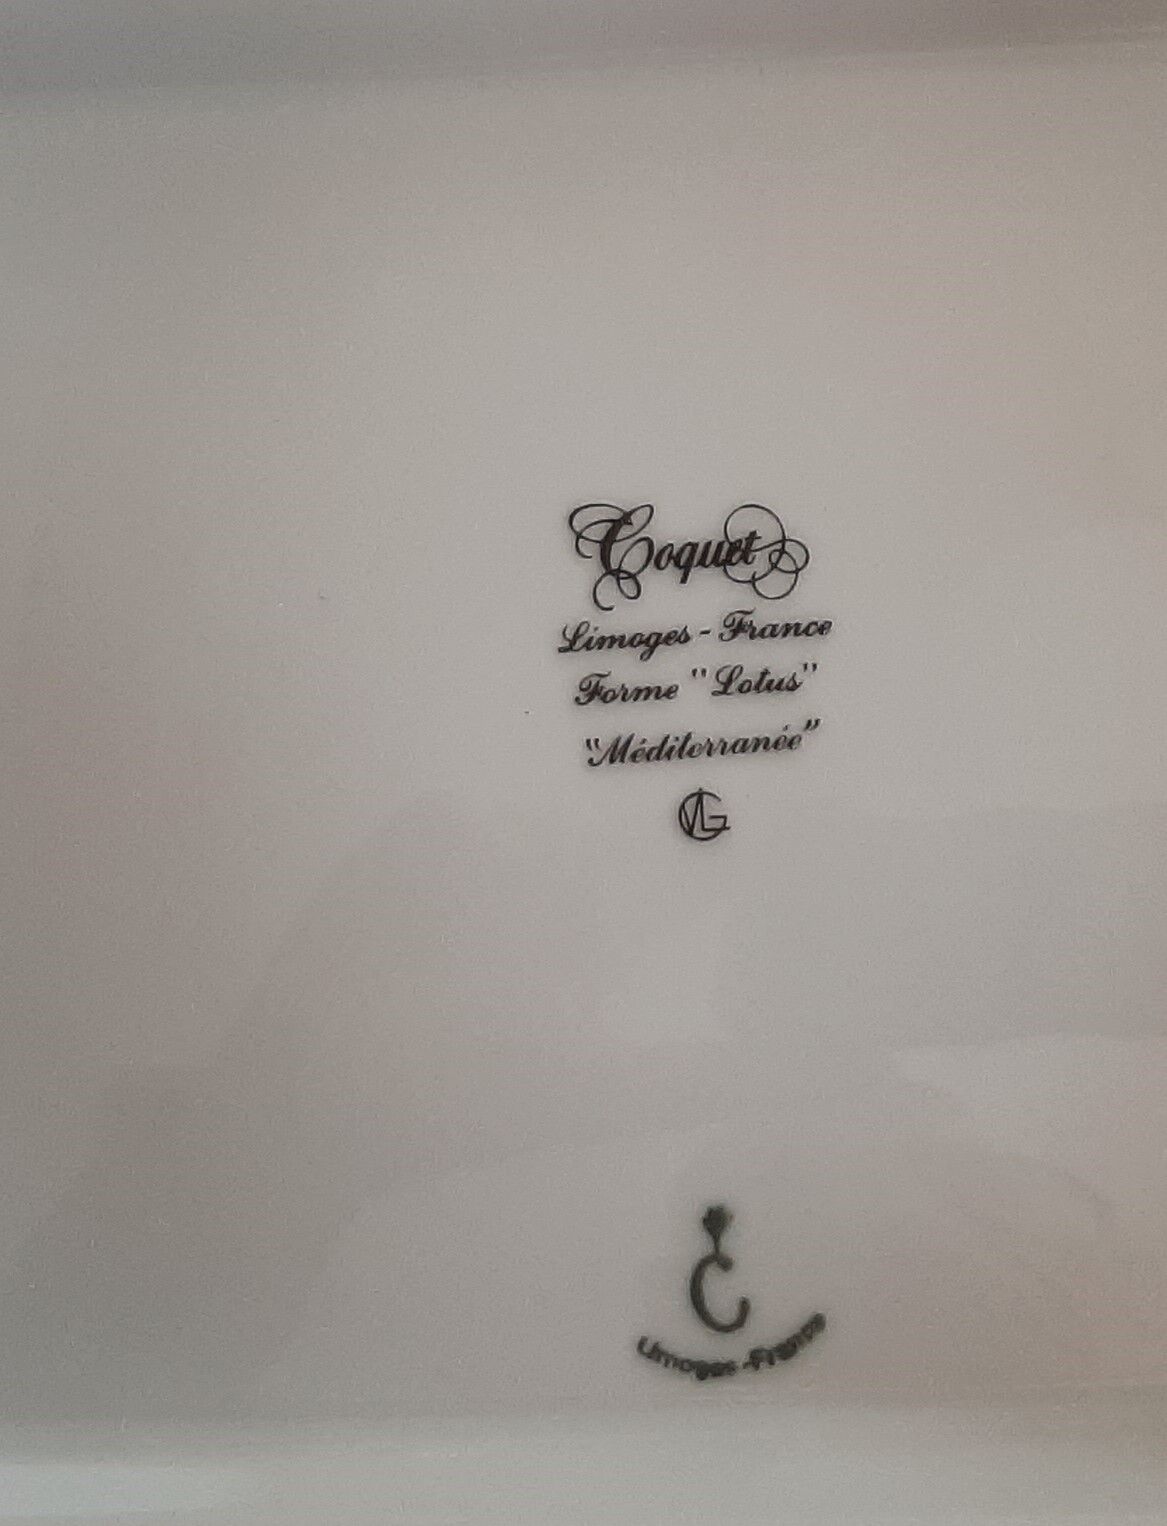 Coquet
Limoges - France
Forme "Lotus"
"Méditerranée"
C
Limoges - France